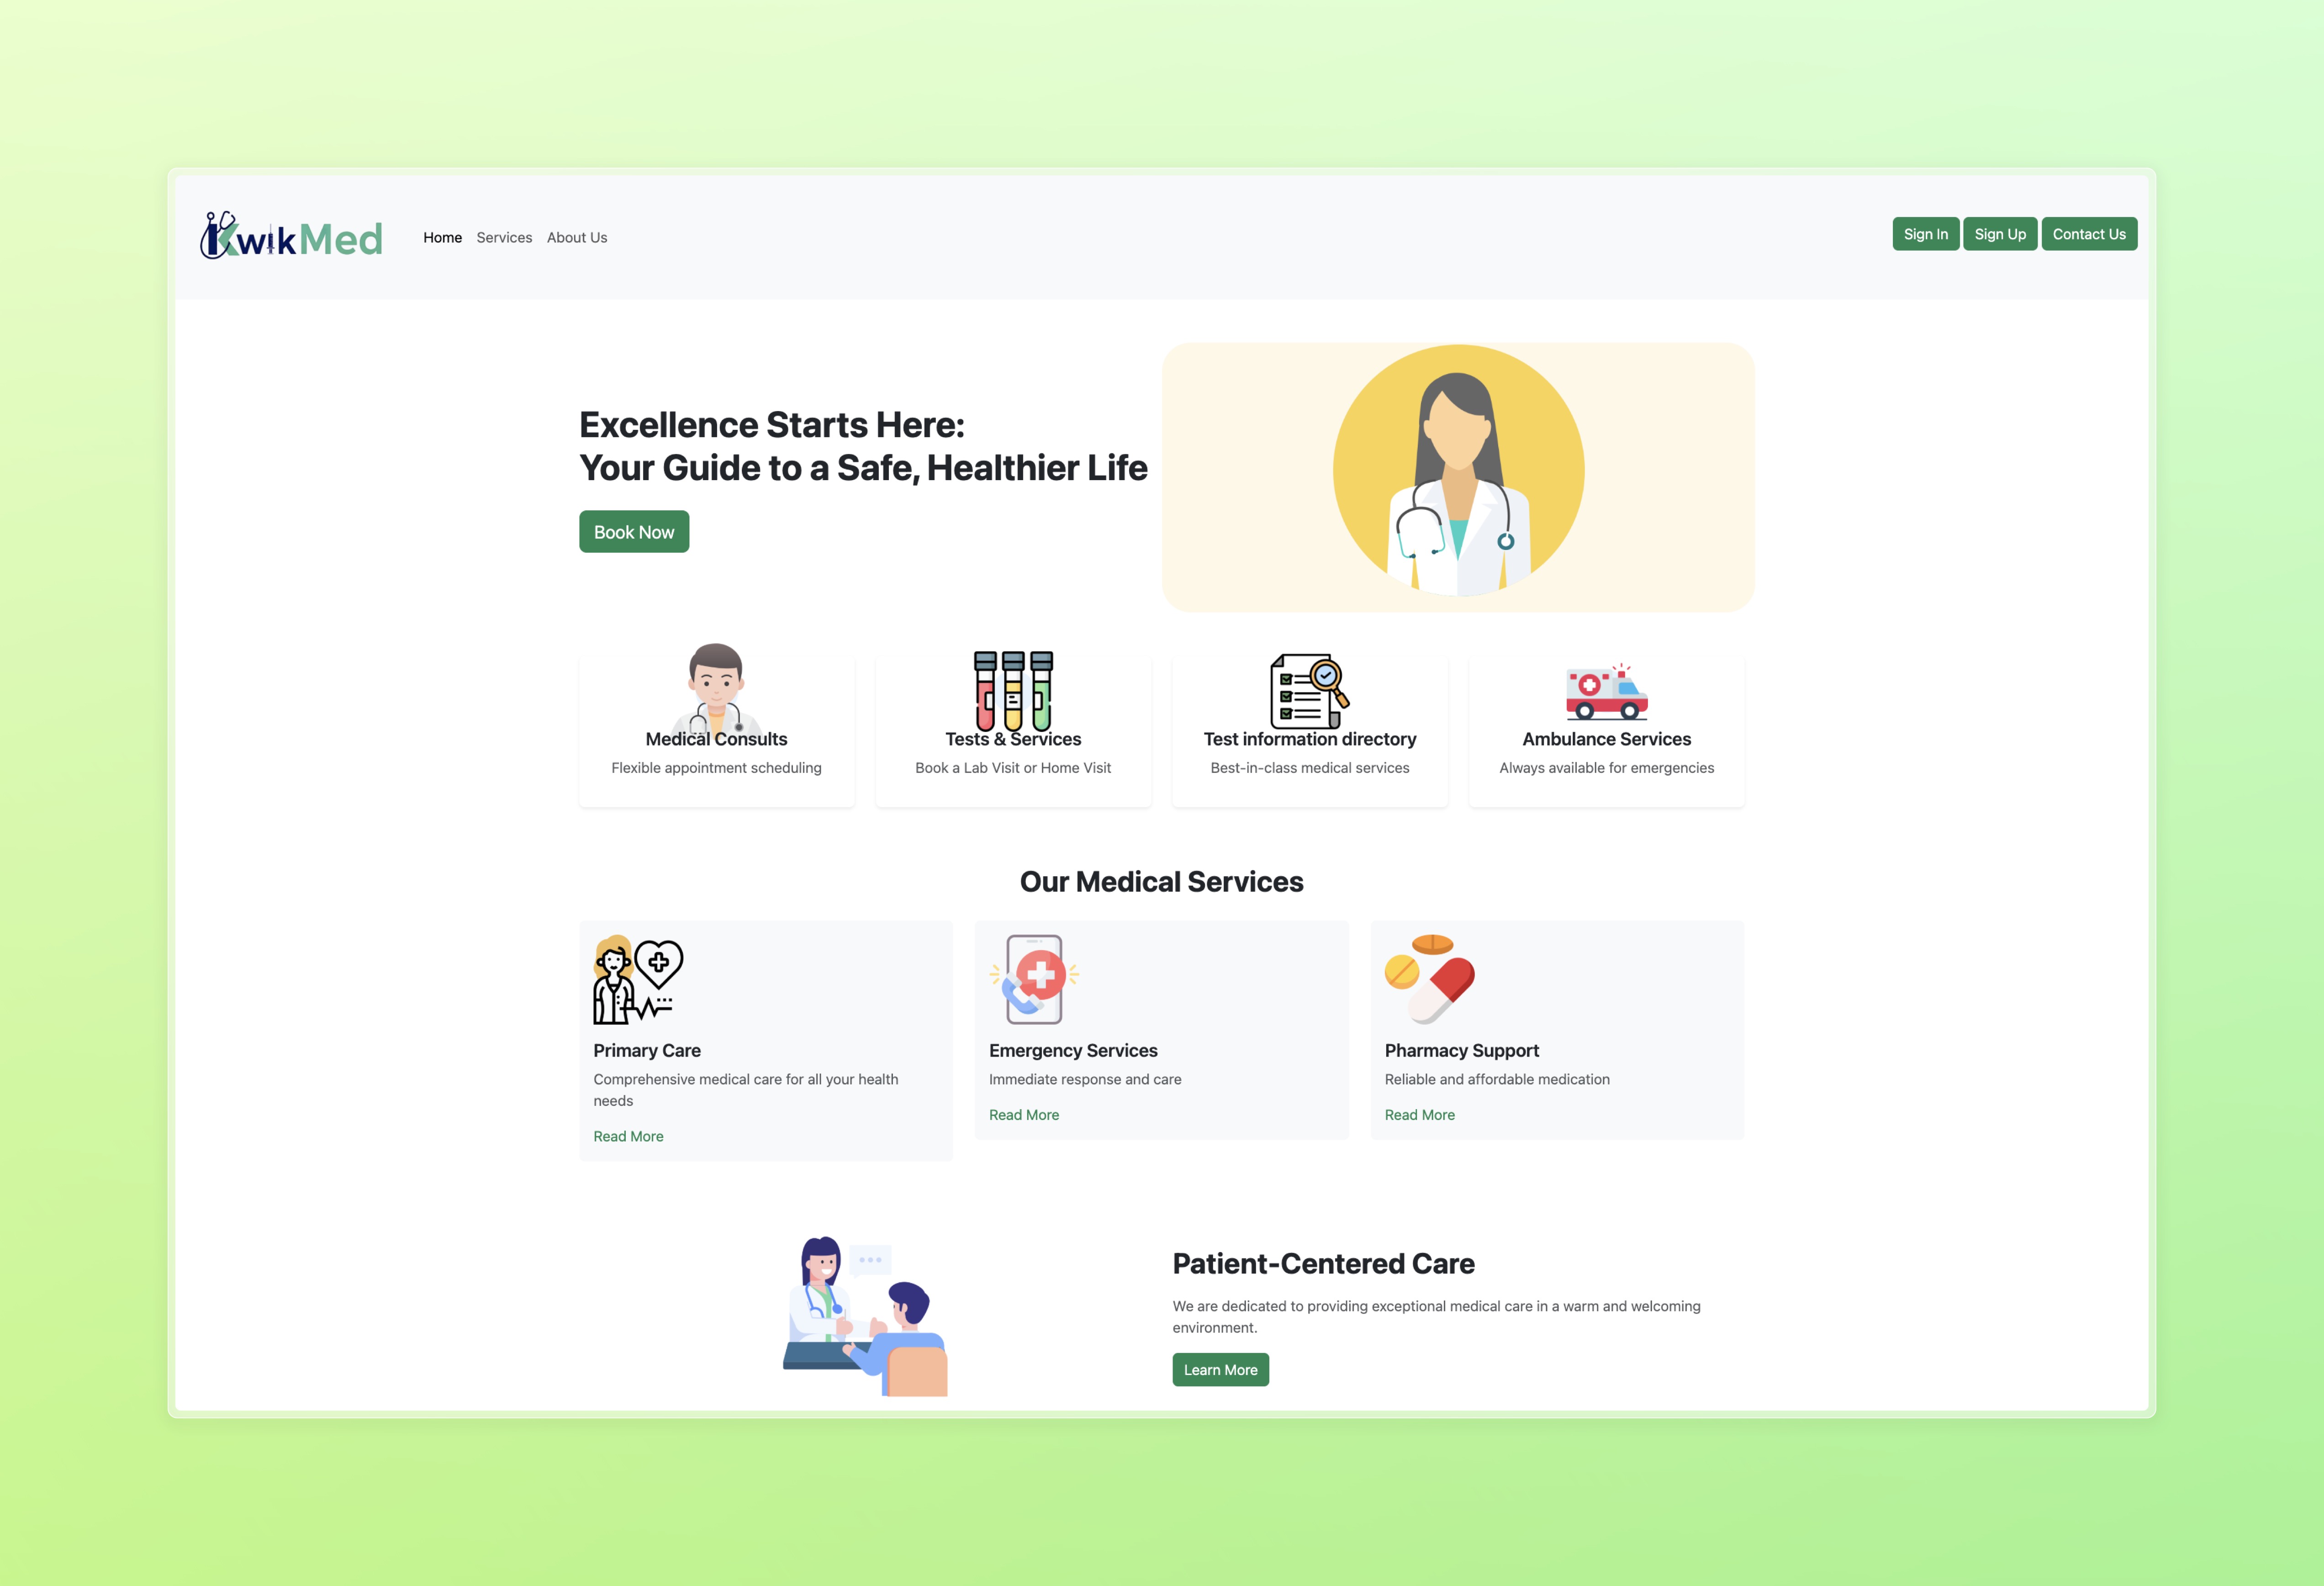 KwikMed
Home Services About Us
Sign In Sign Up Contact Us
Excellence Starts Here:
Your Guide to a Safe, Healthier Life
Book Now
Medical Consults
Flexible appointment scheduling
Tests & Services
Book a Lab Visit or Home Visit
Test information directory
Best-in-class medical services
Ambulance Services
Always available for emergencies
Our Medical Services
Primary Care
Comprehensive medical care for all your health
needs
Read More
Emergency Services
Immediate response and care
Read More
Pharmacy Support
Reliable and affordable medication
Read More
Patient-Centered Care
We are dedicated to providing exceptional medical care in a warm and welcoming
environment.
Learn More